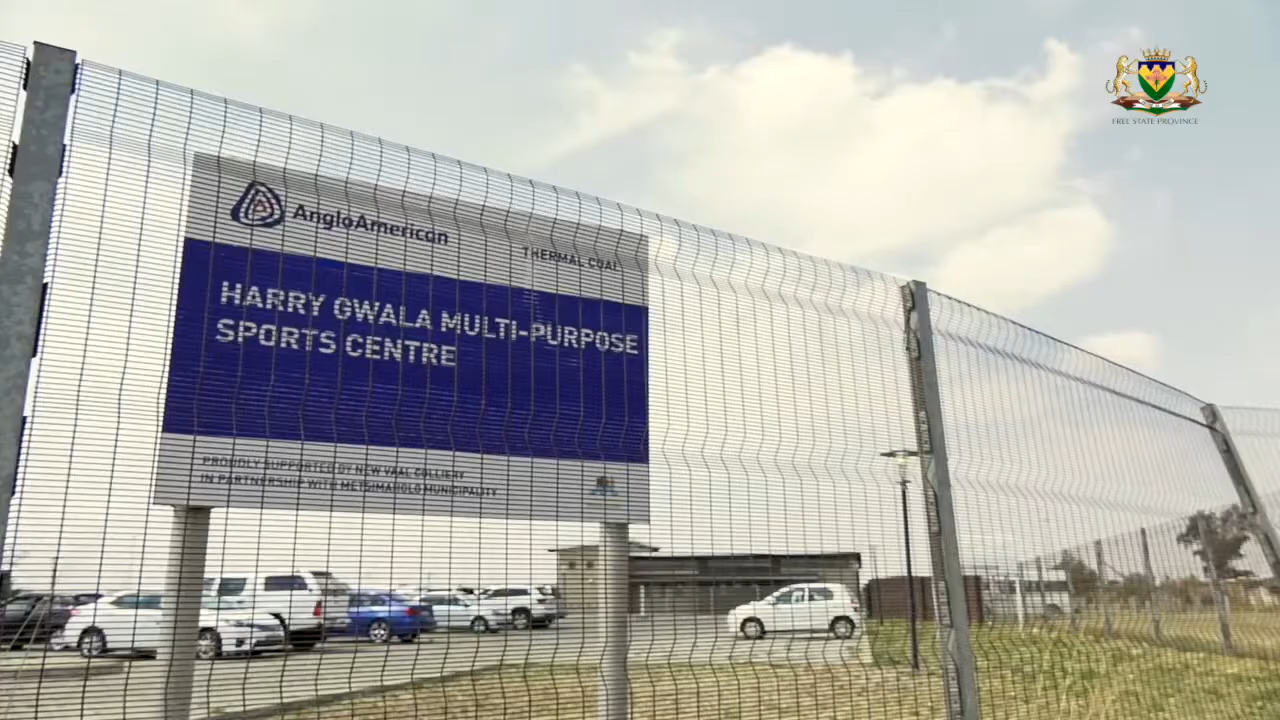 FREE STATE PROVINCE
AngloAmerican
THERMAL COAL
HARRY GWALA MULTI-PURPOSE
SPORTS CENTRE
PROUDLY SUPPORTED BY NEW VAAL COLLIERY
IN PARTNERSHIP WITH METSIMAHOLO MUNICIPALITY